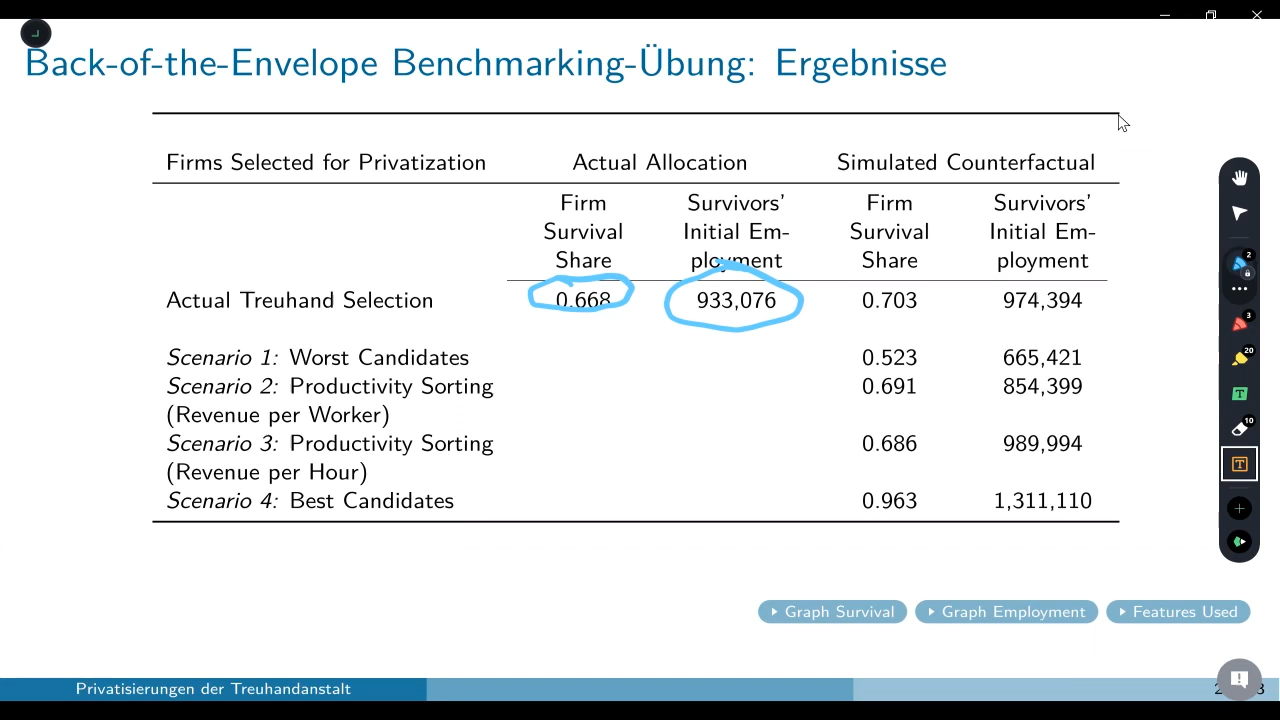 Back-of-the-Envelope Benchmarking-Übung: Ergebnisse
Firms Selected for Privatization Actual Allocation Simulated Counterfactual
Firm Survivors' Firm Survivors'
Survival Initial Em- Survival Initial Em-
Share ployment Share ployment
Actual Treuhand Selection 0.668 933,076 0.703 974,394
Scenario 1: Worst Candidates 0.523 665,421
Scenario 2: Productivity Sorting 0.691 854,399
(Revenue per Worker)
Scenario 3: Productivity Sorting 0.686 989,994
(Revenue per Hour)
Scenario 4: Best Candidates 0.963 1,311,110
Graph Survival Graph Employment Features Used
Privatisierungen der Treuhandanstalt
2
3
20
T
10
T